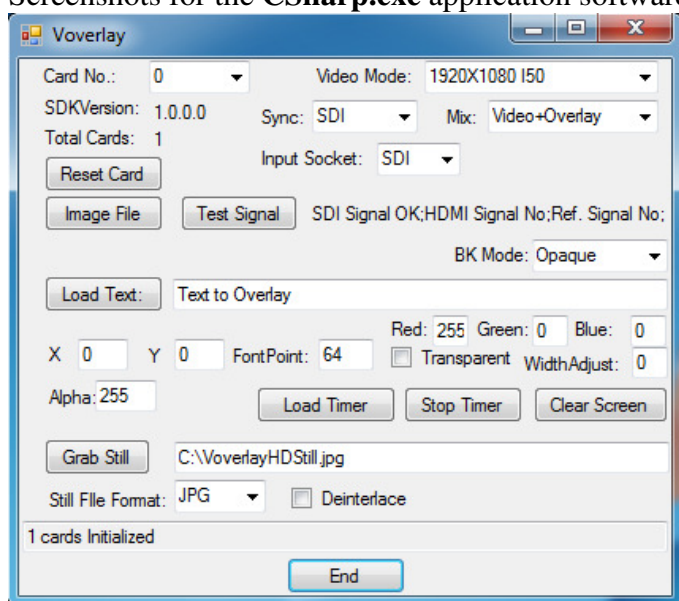 Screenshots for the CSharp.exe application software
Voverlay
Card No.: 0 Video Mode: 1920X1080 I50
SDKVersion: 1.0.0.0 Sync: SDI Mix: Video+Overlay
Total Cards: 1
Reset Card Input Socket: SDI
Image File Test Signal SDI Signal OK;HDMI Signal No;Ref. Signal No;
BK Mode: Opaque
Load Text: Text to Overlay
Red: 255 Green: 0 Blue: 0
X 0 Y 0 FontPoint: 64 Transparent WidthAdjust: 0
Alpha: 255 Load Timer Stop Timer Clear Screen
Grab Still C:\VoverlayHDStill.jpg
Still FIle Format: JPG Deinterlace
1 cards Initialized
End